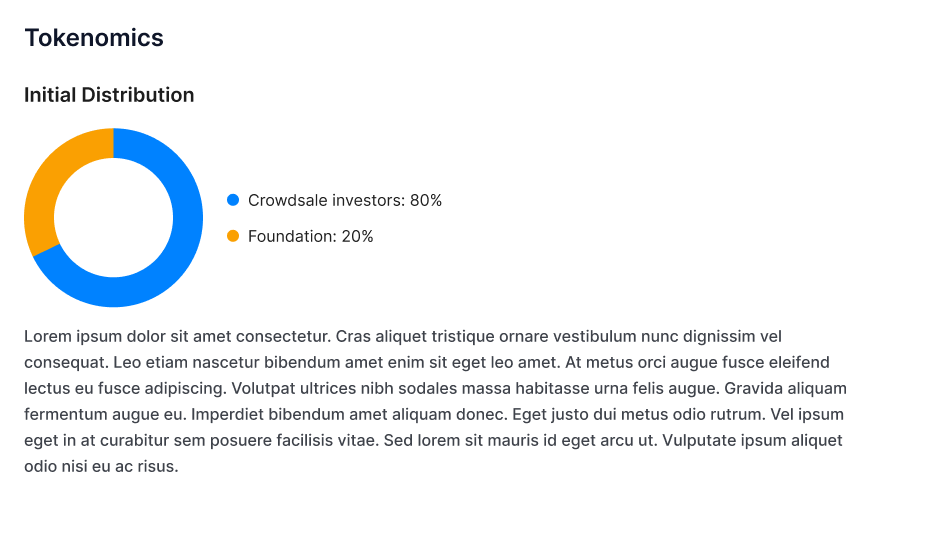 Tokenomics
Initial Distribution
Crowdsale investors: 80%
Foundation: 20%
Lorem ipsum dolor sit amet consectetur. Cras aliquet tristique ornare vestibulum nunc dignissim vel
consequat. Leo etiam nascetur bibendum amet enim sit eget leo amet. At metus orci augue fusce eleifend
lectus eu fusce adipiscing. Volutpat ultrices nibh sodales massa habitasse urna felis augue. Gravida aliquam
fermentum augue eu. Imperdiet bibendum amet aliquam donec. Eget justo dui metus odio rutrum. Vel ipsum
eget in at curabitur sem posuere facilisis vitae. Sed lorem sit mauris id eget arcu ut. Vulputate ipsum aliquet
odio nisi eu ac risus.